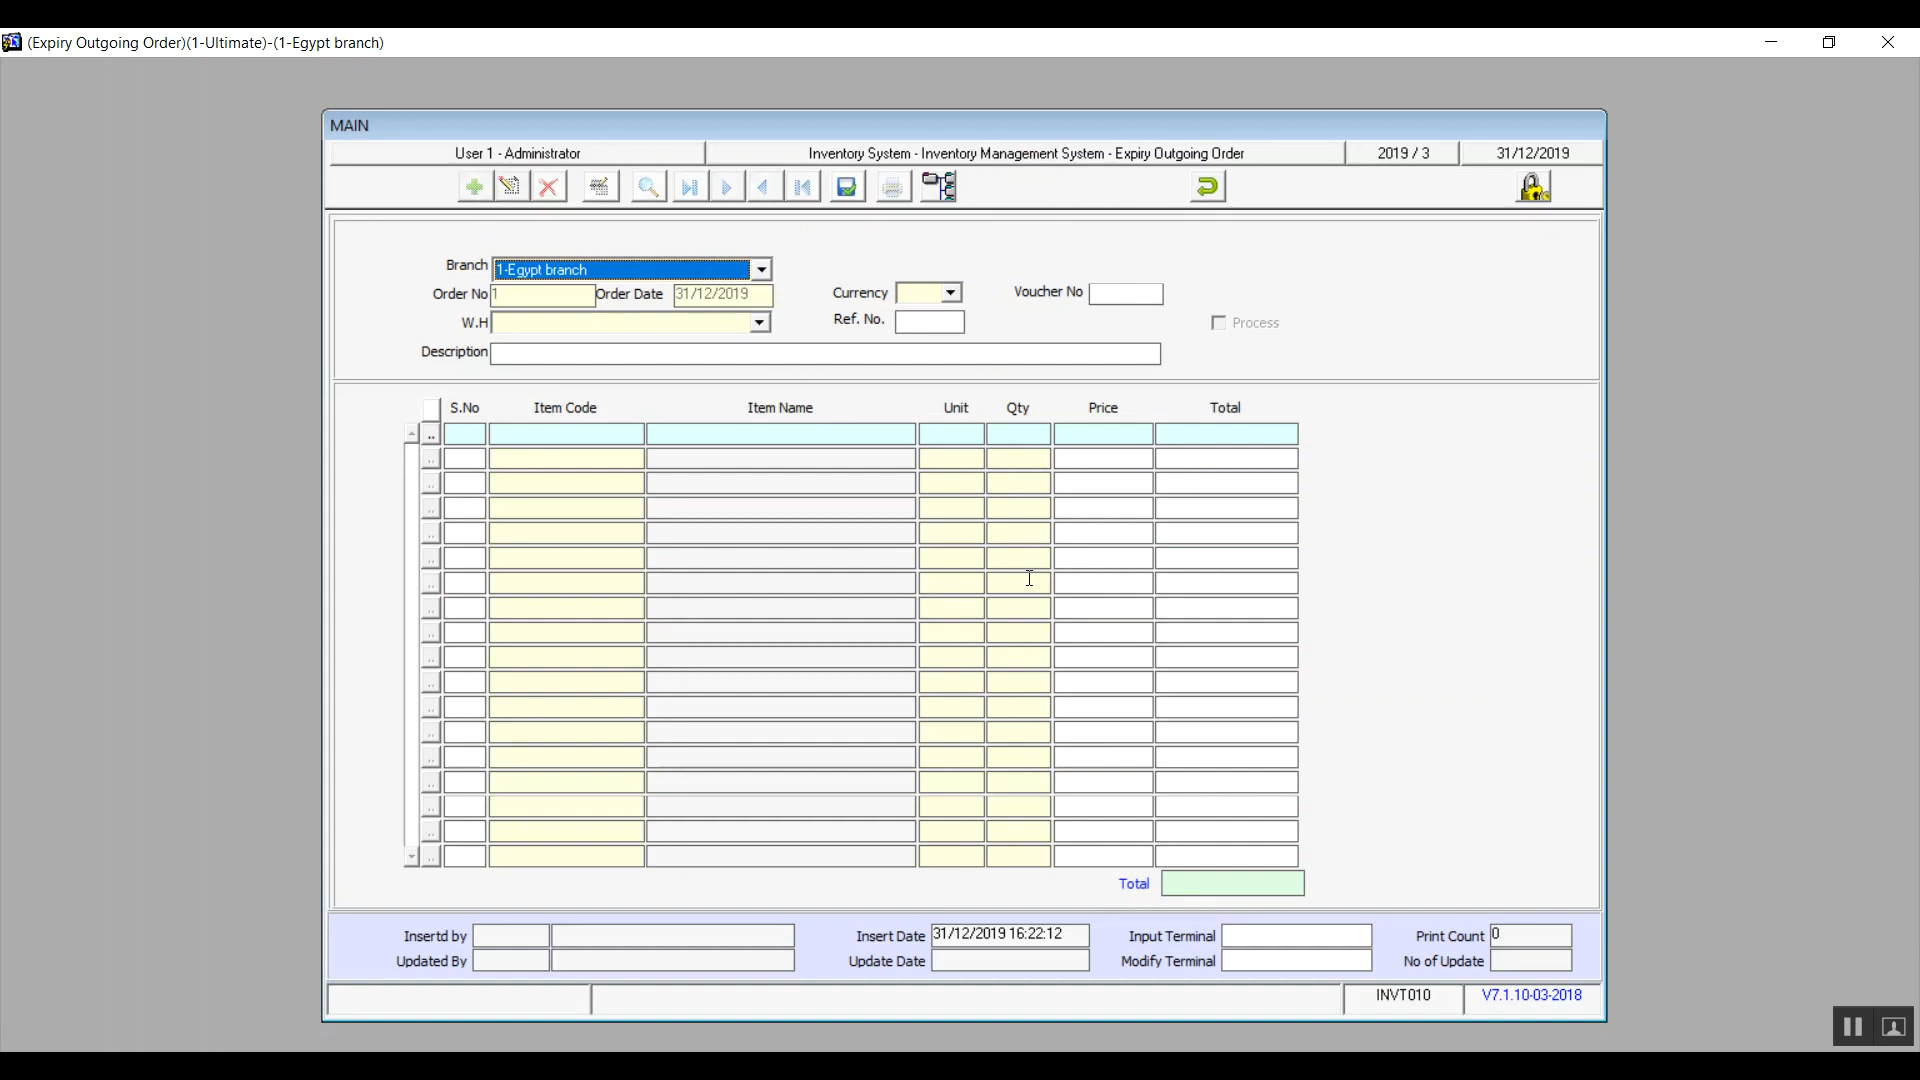 (Expiry Outgoing Order)(1-Ultimate)-(1-Egypt branch)
MAIN
User 1 - Administrator Inventory System - Inventory Management System - Expiry Outgoing Order 2019 / 3 31/12/2019
Branch 1-Egypt branch
Order No 1 Order Date 31/12/2019 Currency Voucher No
W.H Ref. No. Process
Description
S.No Item Code Item Name Unit Qty Price Total
Total
Insertd by Insert Date 31/12/2019 16:22:12 Input Terminal Print Count 0
Updated By Update Date Modify Terminal No of Update
INVT010 V7.1.10-03-2018